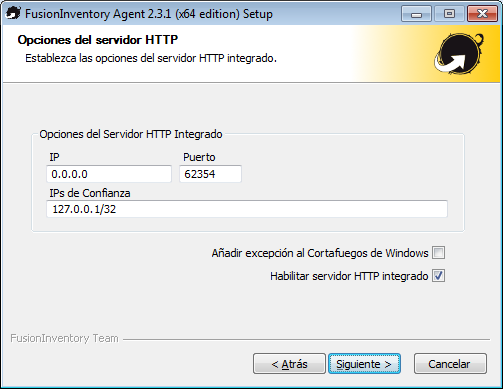 FusionInventory Agent 2.3.1 (x64 edition) Setup
Opciones del servidor HTTP
Establezca las opciones del servidor HTTP integrado.
Opciones del Servidor HTTP Integrado
IP Puerto
0.0.0.0 62354
IPs de Confianza
127.0.0.1/32
Añadir excepción al Cortafuegos de Windows
Habilitar servidor HTTP integrado
FusionInventory Team
< Atrás Siguiente > Cancelar